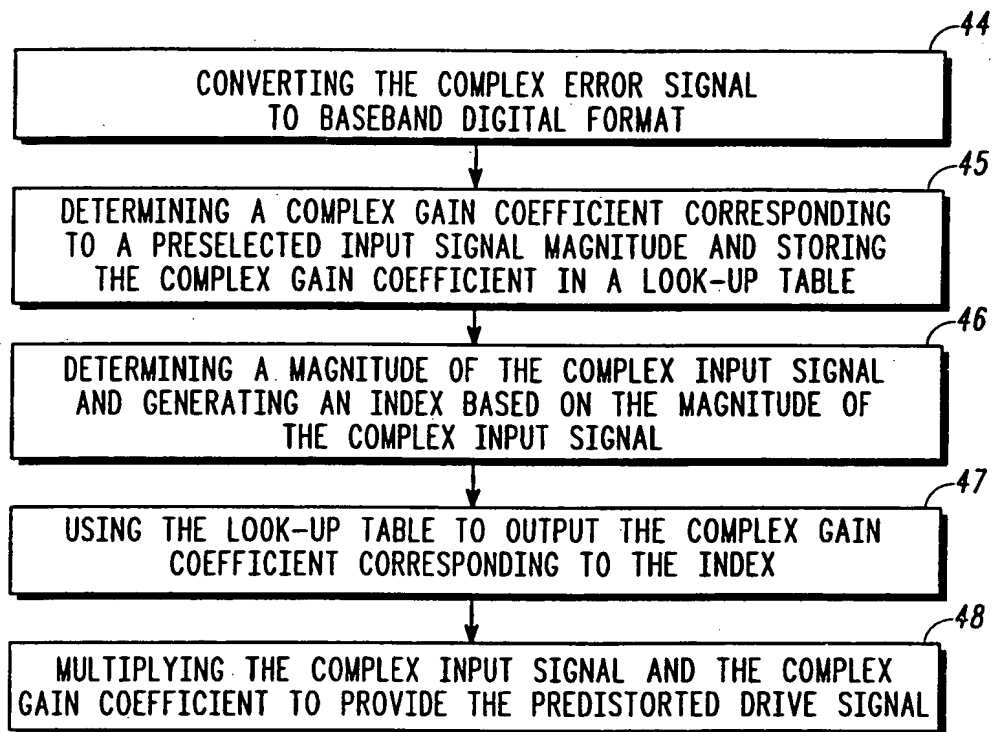 44
CONVERTING THE COMPLEX ERROR SIGNAL
TO BASEBAND DIGITAL FORMAT
45
DETERMINING A COMPLEX GAIN COEFFICIENT CORRESPONDING
TO A PRESELECTED INPUT SIGNAL MAGNITUDE AND STORING
THE COMPLEX GAIN COEFFICIENT IN A LOOK-UP TABLE
46
DETERMINING A MAGNITUDE OF THE COMPLEX INPUT SIGNAL
AND GENERATING AN INDEX BASED ON THE MAGNITUDE OF
THE COMPLEX INPUT SIGNAL
47
USING THE LOOK-UP TABLE TO OUTPUT THE COMPLEX GAIN
COEFFICIENT CORRESPONDING TO THE INDEX
48
MULTIPLYING THE COMPLEX INPUT SIGNAL AND THE COMPLEX
GAIN COEFFICIENT TO PROVIDE THE PREDISTORTED DRIVE SIGNAL